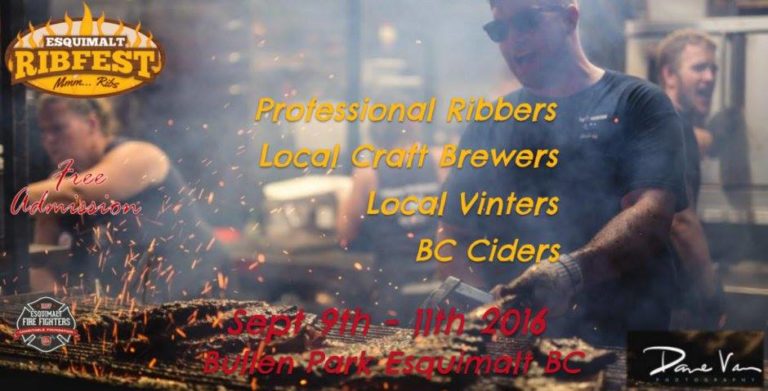 ESQUIMALT
RIBFEST
Mmm... Ribs
Professional Ribbers
Local Craft Brewers
Local Vinters
BC Ciders
Free
Admission
ESQUIMALT
FIRE FIGHTERS
Sept 9th - 11th 2016
Bullen Park Esquimalt BC
Dave Van
PHOTOGRAPHY